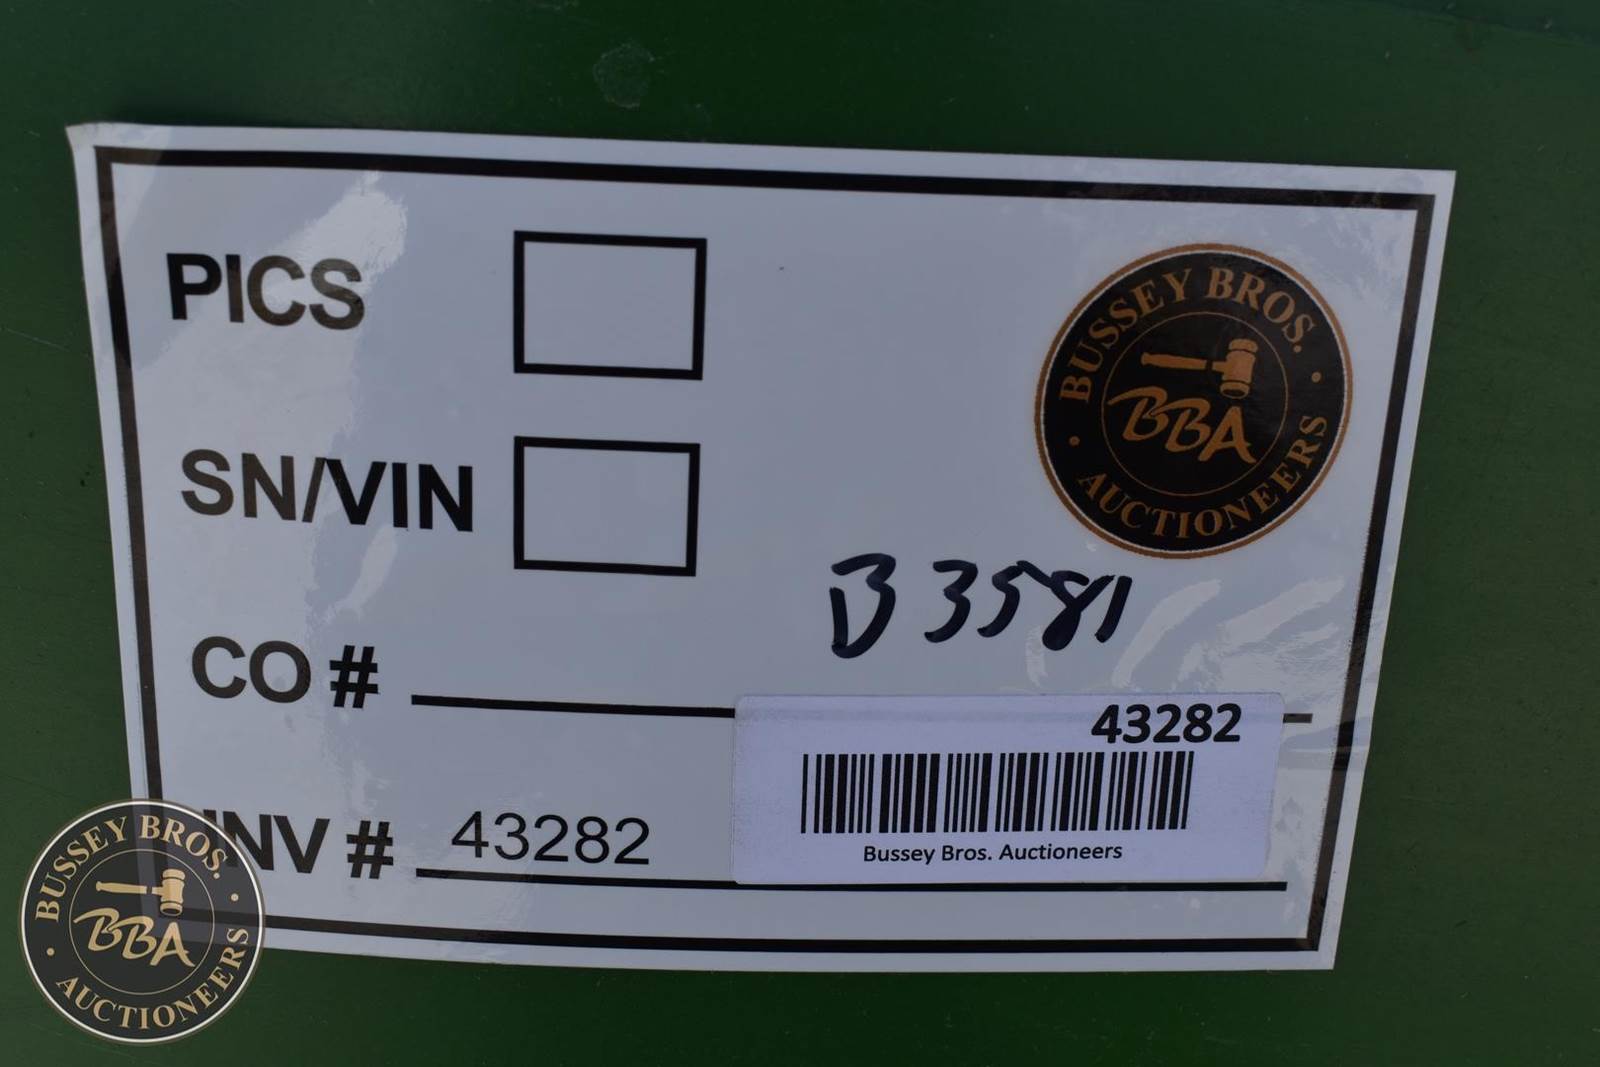 PICS
BUSSEY BROS.
BBA
AUCTIONEERS
SN/VIN
B 3581
CO #
43282
INV # 43282
Bussey Bros. Auctioneers
BUSSEY BROS.
BBA
AUCTIONEERS